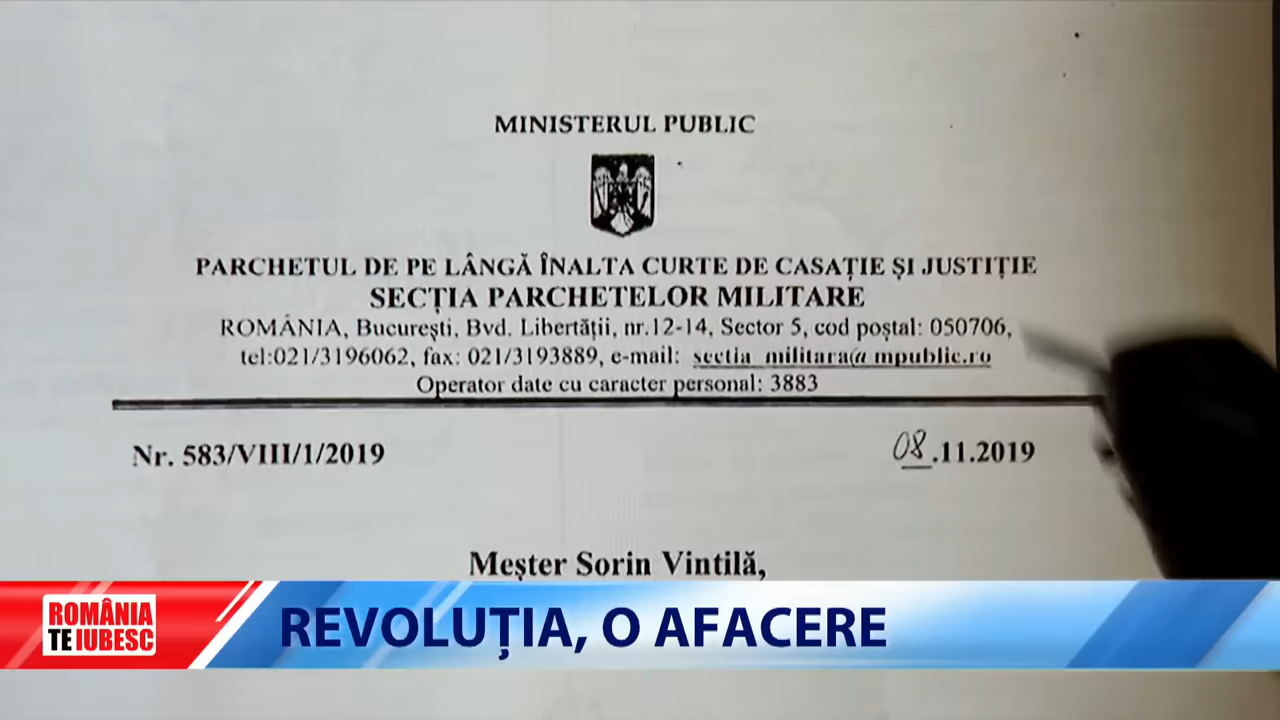 MINISTERUL PUBLIC
PARCHETUL DE PE LÂNGĂ ÎNALTA CURTE DE CASAȚIE ȘI JUSTIȚIE
SECȚIA PARCHETELOR MILITARE
ROMÂNIA, București, Bvd. Libertății, nr.12-14, Sector 5, cod poștal: 050706,
tel:021/3196062, fax: 021/3193889, e-mail: sectia_militara@mpublic.ro
Operator date cu caracter personal: 3883
Nr. 583/VIII/1/2019
08.11.2019
Meșter Sorin Vintilă,
ROMÂNIA
TE IUBESC
REVOLUȚIA, O AFACERE